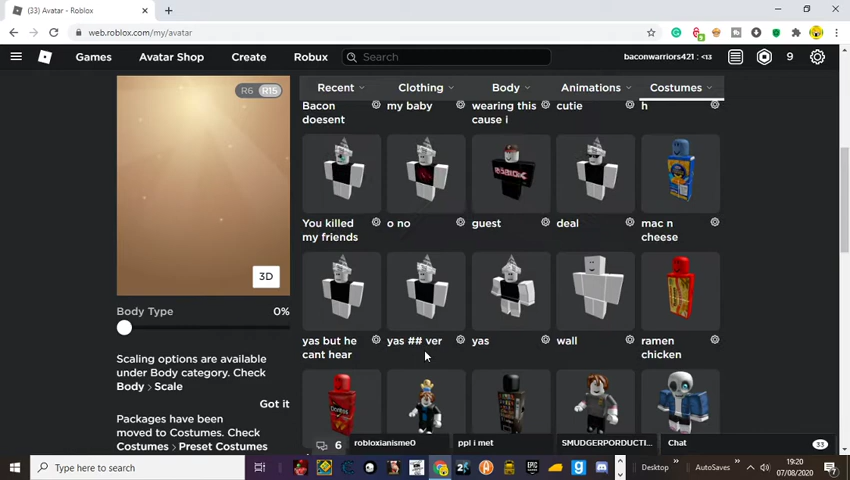 (33) Avatar - Roblox
web.roblox.com/my/avatar
Games
Avatar Shop
Create
Robux
Search
baconwarriors421 : <13
9
R6 R15
Recent
Clothing
Body
Animations
Costumes
Bacon doesent
my baby
wearing this cause i
cutie
h
You killed my friends
o no
guest
deal
mac n cheese
3D
Body Type 0%
yas but he cant hear
yas ## ver
yas
wall
ramen chicken
Scaling options are available
under Body category. Check
Body > Scale
Got it
Packages have been
moved to Costumes. Check
Costumes > Preset Costumes
6
robloxianisme0
ppl i met
SMUDGERPORDUCTI...
Chat
33
Type here to search
Desktop
AutoSaves
19:20
07/08/2020